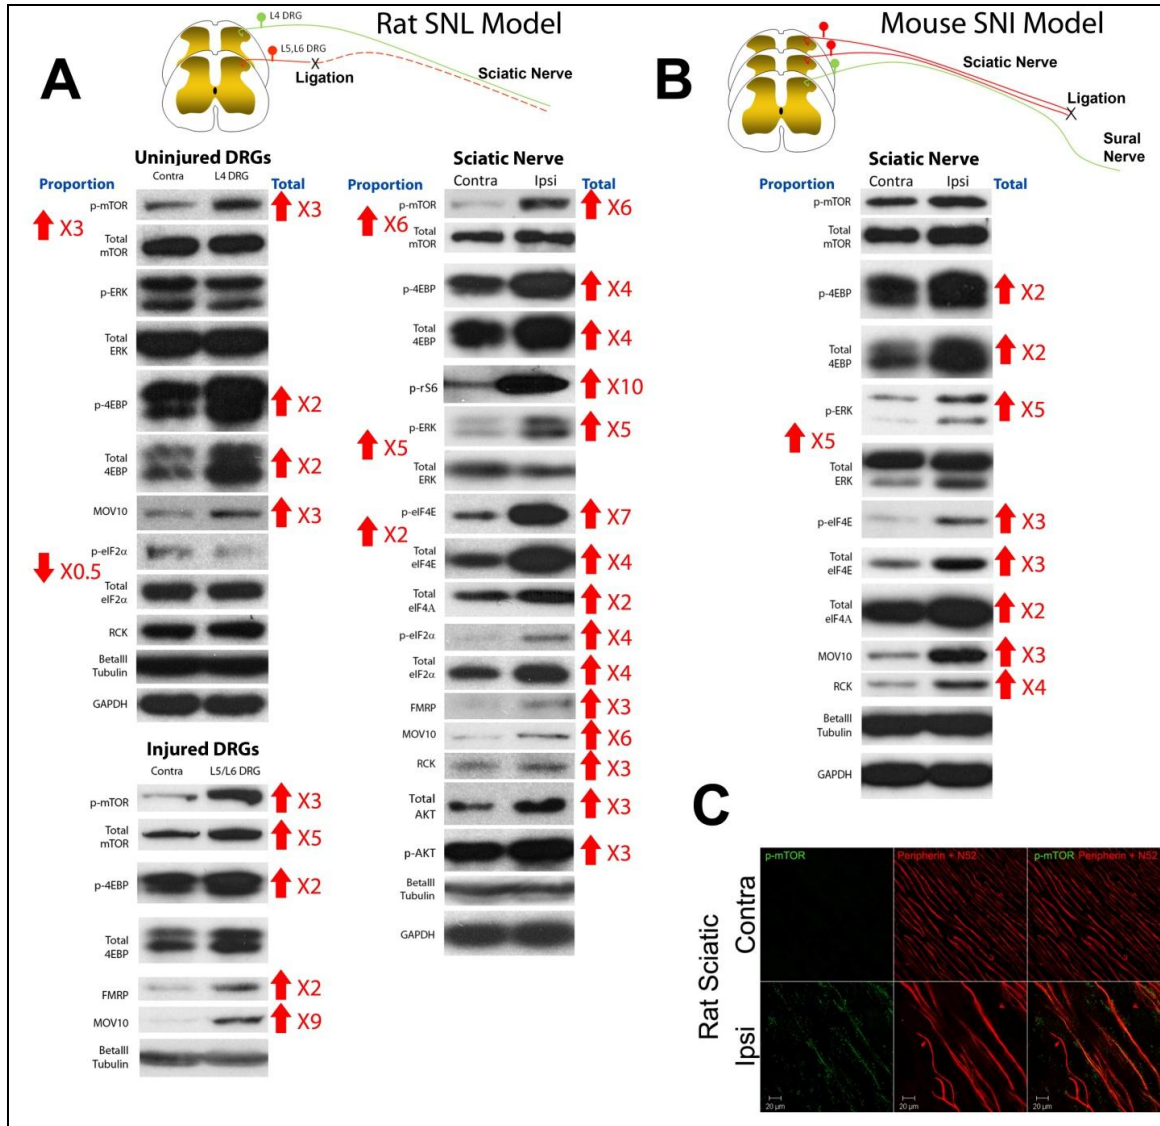 A
Rat SNL Model
L4 DRG
L5,L6 DRG
Ligation
Sciatic Nerve
Uninjured DRGs
Proportion
Contra
L4 DRG
Total
p-mTOR
X3
X3
Total
mTOR
p-ERK
Total
ERK
p-4EBP
X2
Total
4EBP
X2
MOV10
X3
p-eIF2α
X0.5
Total
eIF2α
RCK
BetaIII
Tubulin
GAPDH
Injured DRGs
Contra
L5/L6 DRG
p-mTOR
X3
Total
mTOR
X5
p-4EBP
X2
Total
4EBP
FMRP
X2
MOV10
X9
BetaIII
Tubulin
Sciatic Nerve
Proportion
Contra
Ipsi
Total
p-mTOR
X6
X6
Total
mTOR
p-4EBP
X4
Total
4EBP
X4
p-rS6
X10
p-ERK
X5
X5
Total
ERK
p-eIF4E
X7
X2
Total
eIF4E
X4
Total
eIF4A
X2
p-eIF2α
X4
Total
eIF2α
X4
FMRP
X3
MOV10
X6
RCK
X3
Total
AKT
X3
p-AKT
X3
BetaIII
Tubulin
GAPDH
B
Mouse SNI Model
Sciatic Nerve
Ligation
Sural
Nerve
Sciatic Nerve
Proportion
Contra
Ipsi
Total
p-mTOR
Total
mTOR
p-4EBP
X2
Total
4EBP
X2
p-ERK
X5
X5
Total
ERK
p-eIF4E
X3
Total
eIF4E
X3
Total
eIF4A
X2
MOV10
X3
RCK
X4
BetaIII
Tubulin
GAPDH
C
p-mTOR
Peripherin + N52
p-mTOR Peripherin + N52
Rat Sciatic
Contra
Ipsi
20 µm
20 µm
20 µm